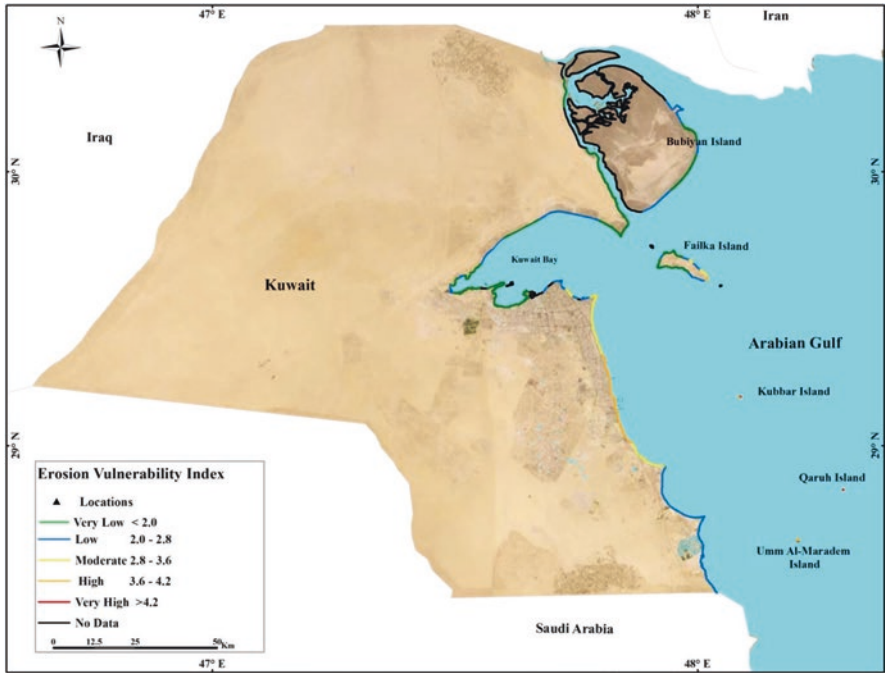 47° E
48° E
Iran
N
Iraq
Bubiyan Island
30° N
30° N
Failka Island
Kuwait Bay
Kuwait
Arabian Gulf
Kubbar Island
29° N
29° N
Qaruh Island
Umm Al-Maradem
Island
Erosion Vulnerability Index
Locations
Very Low < 2.0
Low 2.0 - 2.8
Moderate 2.8 - 3.6
High 3.6 - 4.2
Very High >4.2
No Data
0 12.5 25 50
Km
Saudi Arabia
47° E
48° E